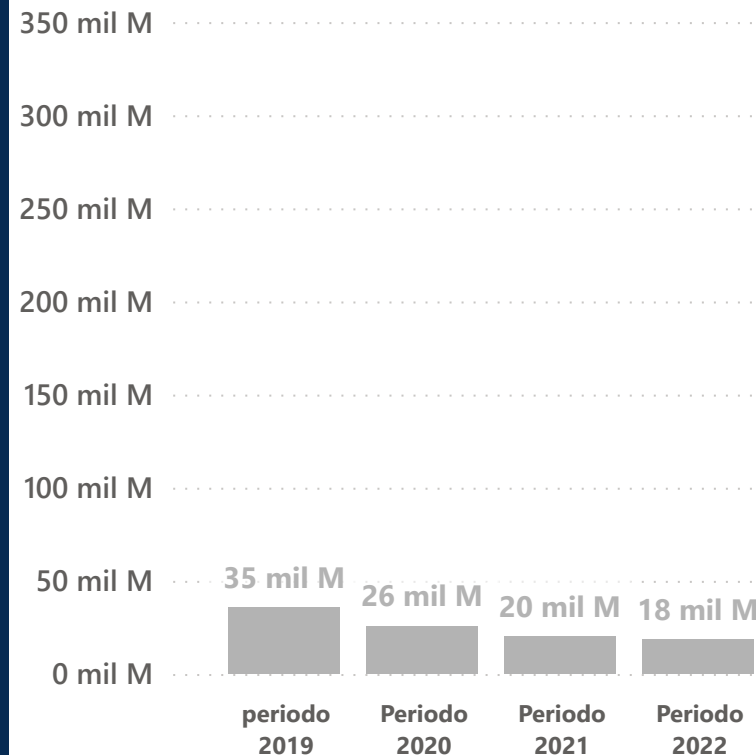 350 mil M
300 mil M
250 mil M
200 mil M
150 mil M
100 mil M
50 mil M
0 mil M
35 mil M
26 mil M
20 mil M
18 mil M
periodo
2019
Periodo
2020
Periodo
2021
Periodo
2022